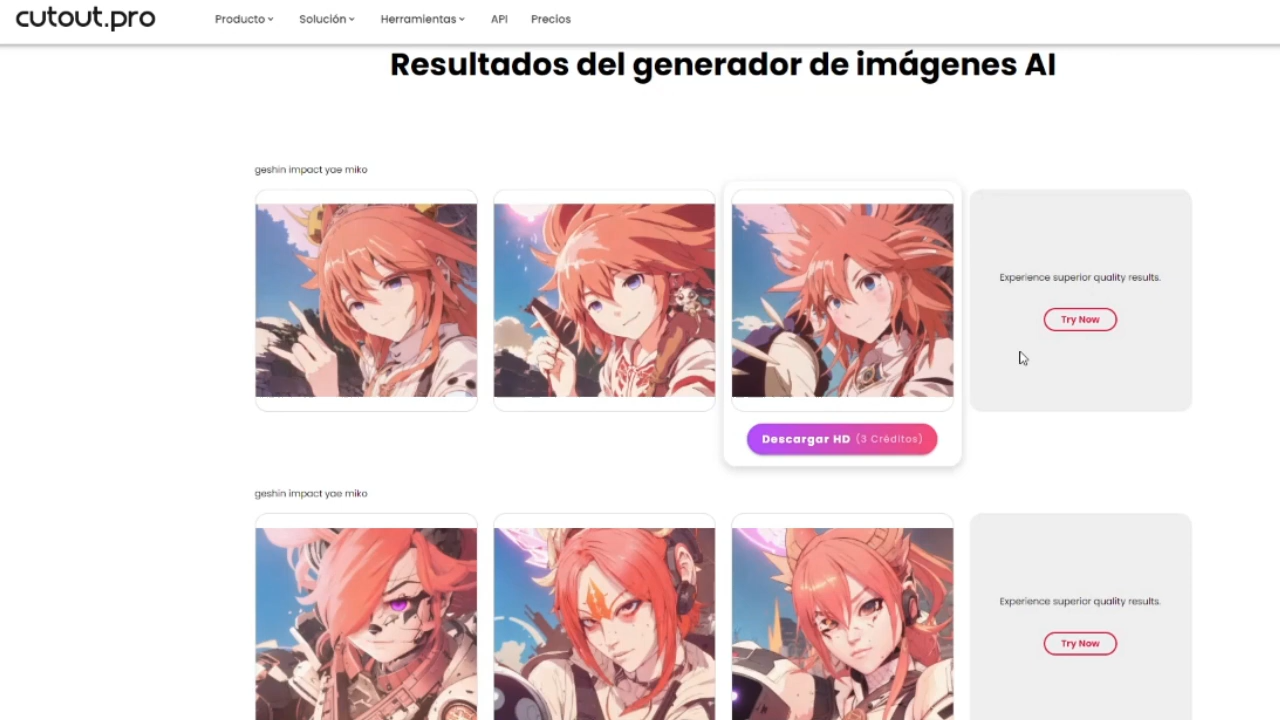 cutout.pro
Producto
Solución
Herramientas
API
Precios
Resultados del generador de imágenes AI
geshin impact yae miko
Experience superior quality results.
Try Now
Descargar HD (3 Créditos)
geshin impact yae miko
Experience superior quality results.
Try Now